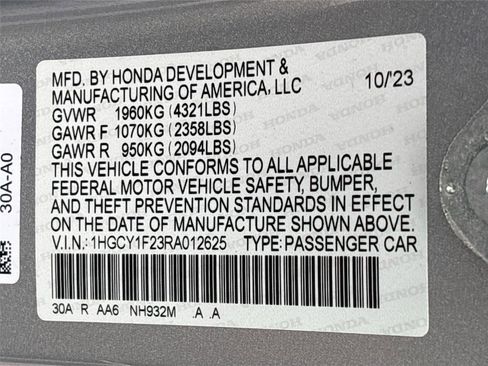 MFD. BY HONDA DEVELOPMENT &
MANUFACTURING OF AMERICA, LLC 10/'23
GVWR 1960KG (4321LBS)
GAWR F 1070KG (2358LBS)
GAWR R 950KG (2094LBS)
THIS VEHICLE CONFORMS TO ALL APPLICABLE
FEDERAL MOTOR VEHICLE SAFETY, BUMPER,
AND THEFT PREVENTION STANDARDS IN EFFECT
ON THE DATE OF MANUFACTURE SHOWN ABOVE.
V.I.N.: 1HGCY1F23RA012625 TYPE: PASSENGER CAR
30A R AA6 NH932M .A .A
30A-A0
HONDA